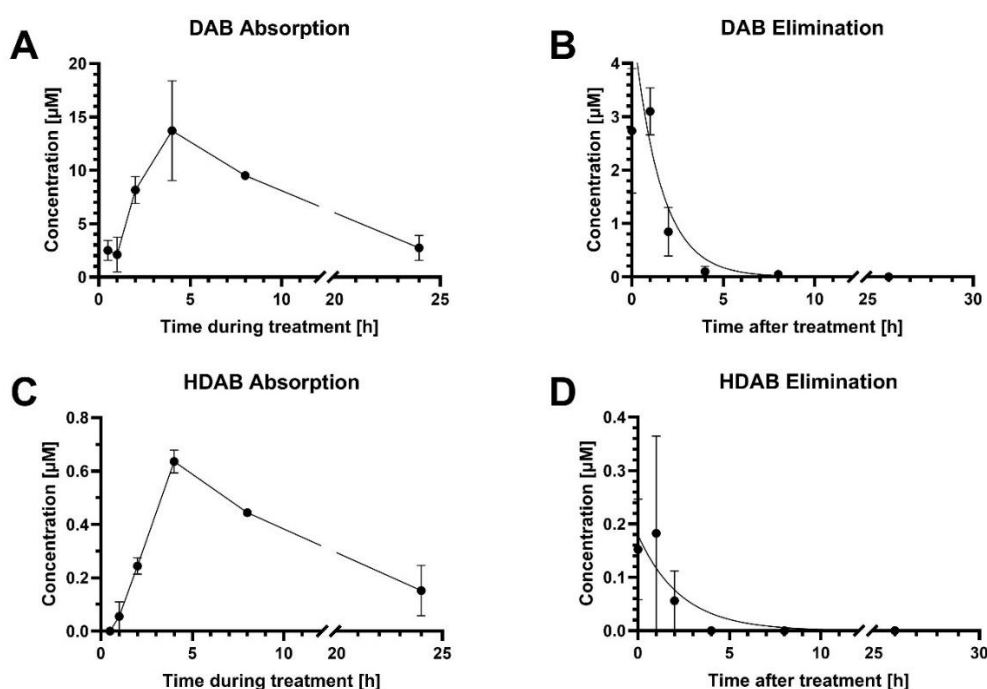 A
DAB Absorption
Concentration [µM]
20
15
10
5
0
0 5 10 20 25
Time during treatment [h]
B
DAB Elimination
Concentration [µM]
4
3
2
1
0
0 5 10 25 30
Time after treatment [h]
C
HDAB Absorption
Concentration [µM]
0.8
0.6
0.4
0.2
0.0
0 5 10 20 25
Time during treatment [h]
D
HDAB Elimination
Concentration [µM]
0.4
0.3
0.2
0.1
0.0
0 5 10 25 30
Time after treatment [h]